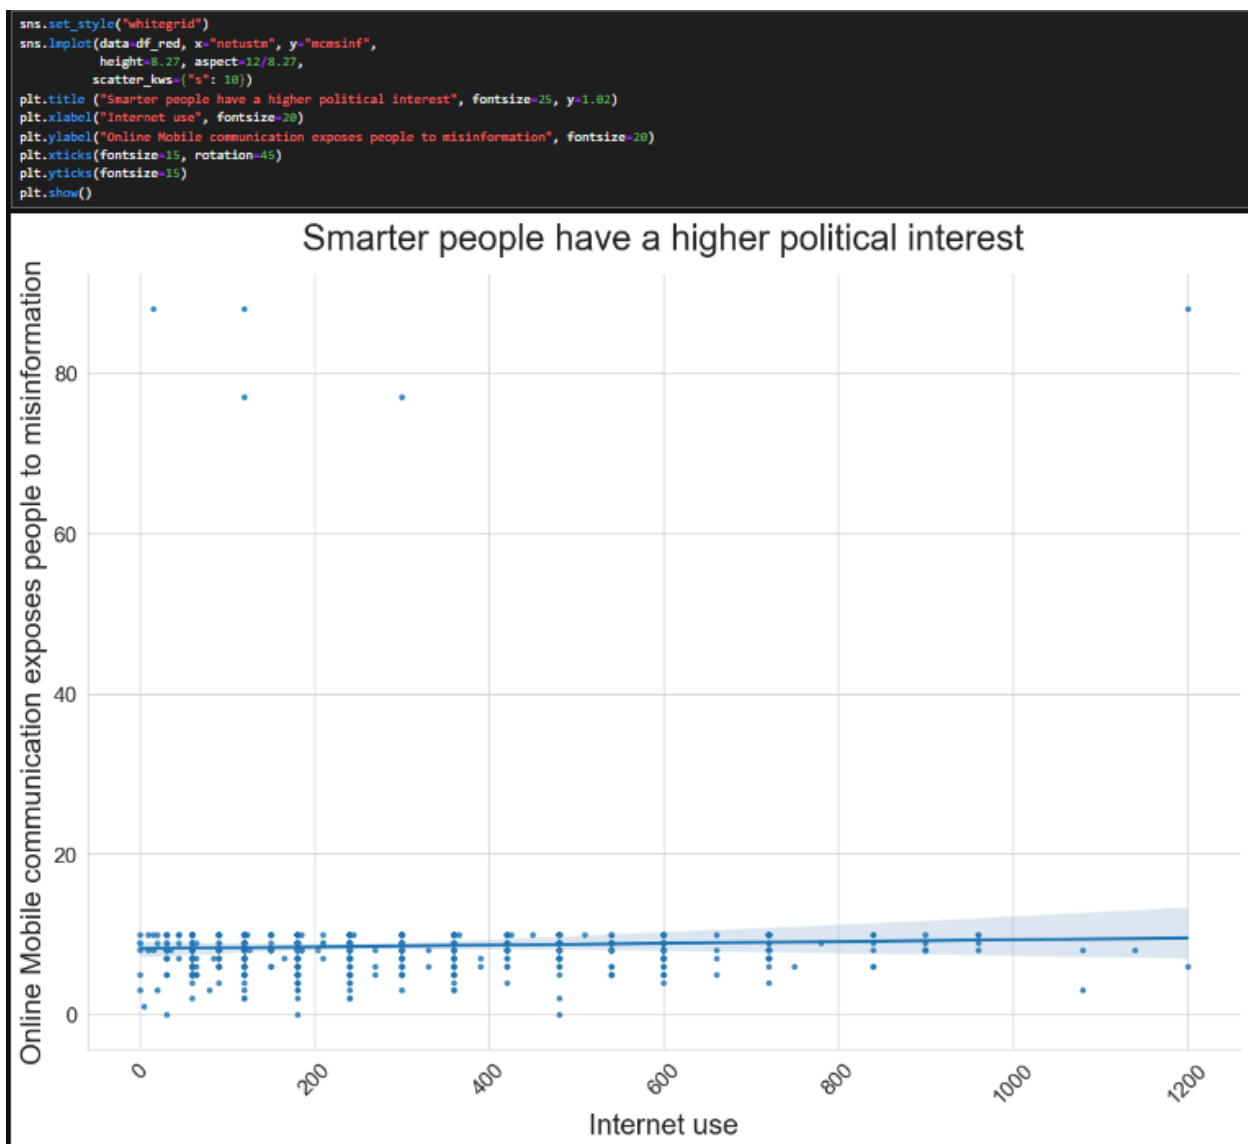 sns.set_style("whitegrid")
sns.lmplot(data=df_red, x="netustm", y="mcmsinf",
height=8.27, aspect=12/8.27,
scatter_kws={"s": 10})
plt.title ("Smarter people have a higher political interest", fontsize=25, y=1.02)
plt.xlabel("Internet use", fontsize=20)
plt.ylabel("Online Mobile communication exposes people to misinformation", fontsize=20)
plt.xticks(fontsize=15, rotation=45)
plt.yticks(fontsize=15)
plt.show()
Smarter people have a higher political interest
Online Mobile communication exposes people to misinformation
80
60
40
20
0
0
200
400
600
800
1000
1200
Internet use